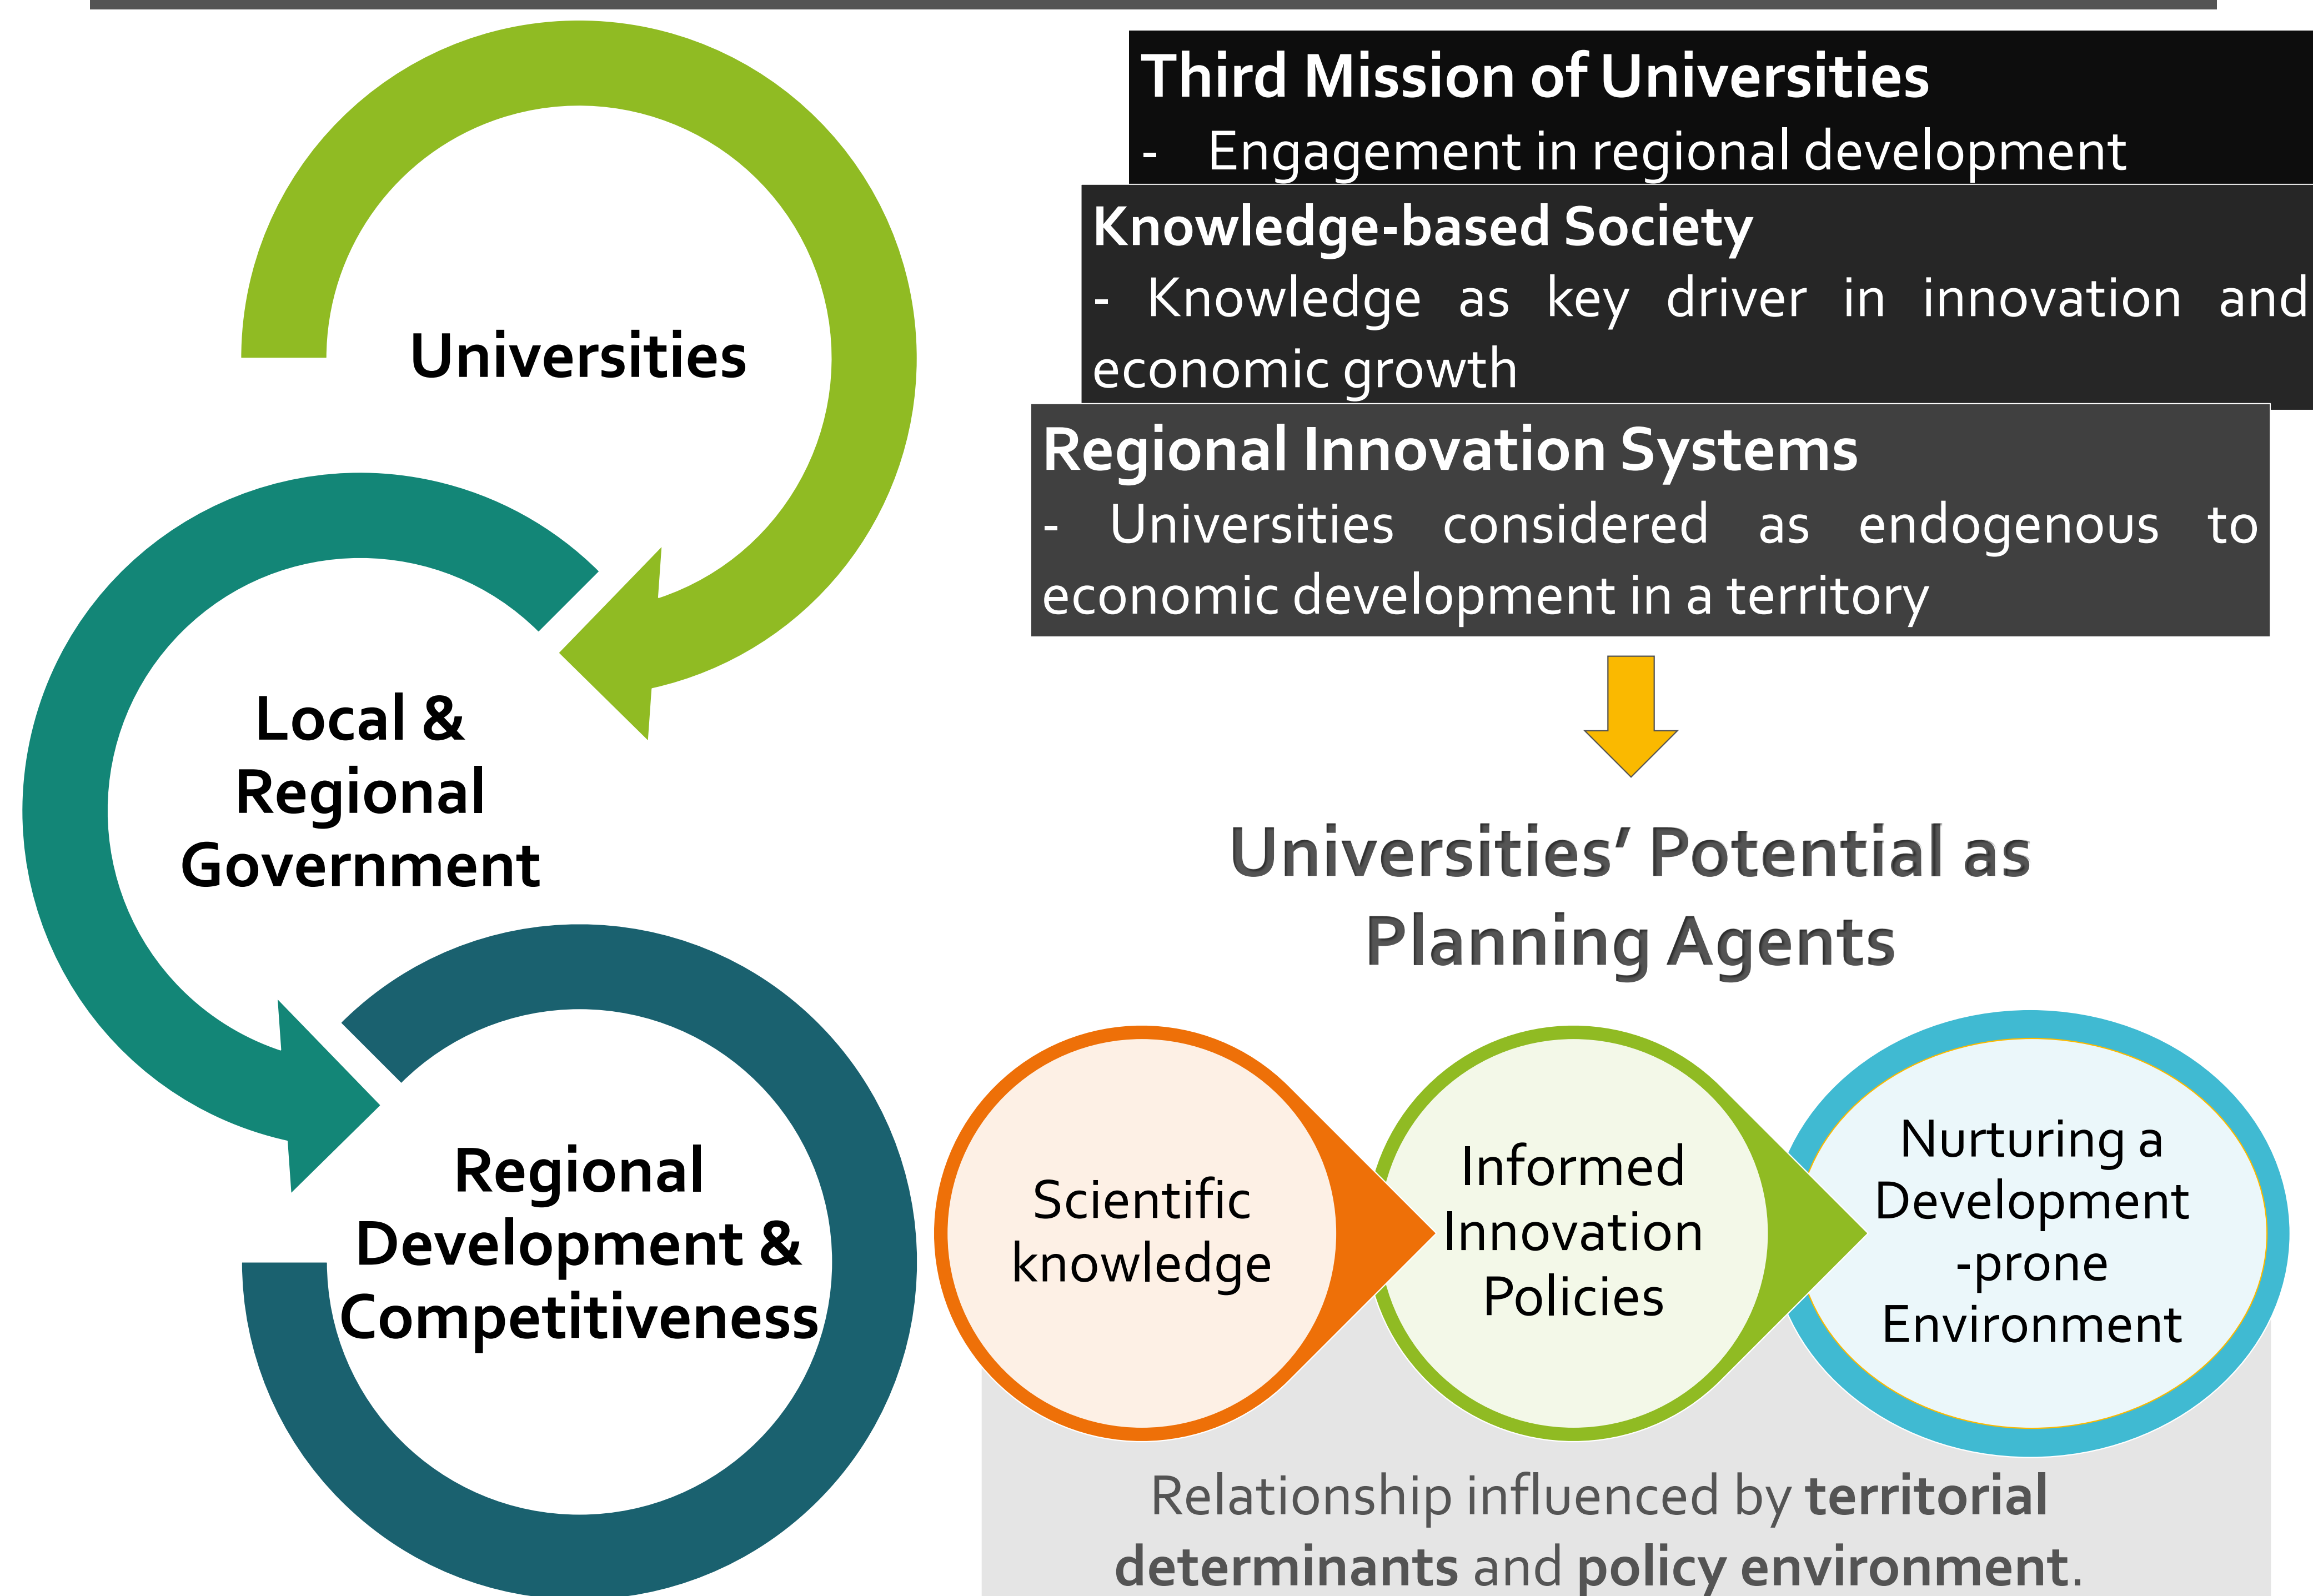 Universities
Local &
Regional
Government
Regional
Development &
Competitiveness
Third Mission of Universities
- Engagement in regional development
Knowledge-based Society
- Knowledge as key driver in innovation and
economic growth
Regional Innovation Systems
- Universities considered as endogenous to
economic development in a territory
Universities’ Potential as
Planning Agents
Scientific
knowledge
Informed
Innovation
Policies
Nurturing a
Development
-prone
Environment
Relationship influenced by territorial
determinants and policy environment.